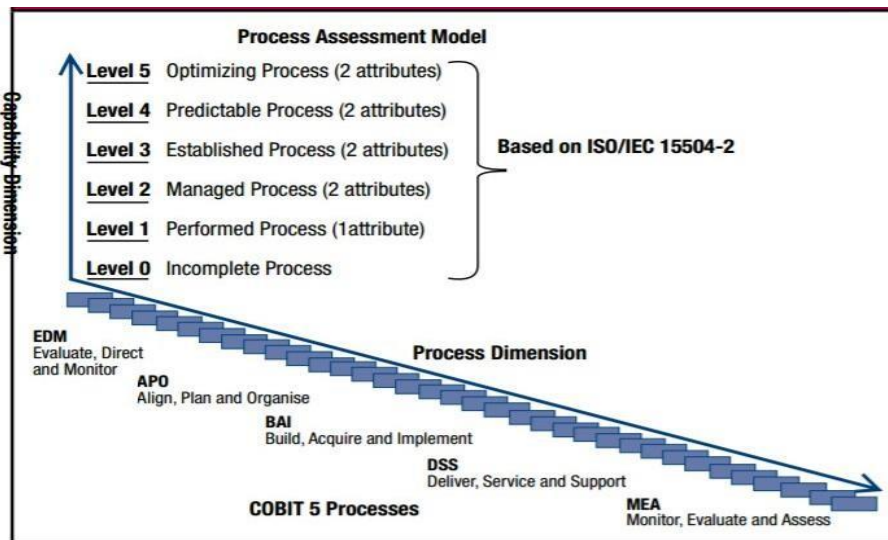 Process Assessment Model
Level 5 Optimizing Process (2 attributes)
Level 4 Predictable Process (2 attributes)
Level 3 Established Process (2 attributes)
Level 2 Managed Process (2 attributes)
Level 1 Performed Process (1attribute)
Level 0 Incomplete Process
Based on ISO/IEC 15504-2
Capability Dimension
Process Dimension
EDM
Evaluate, Direct
and Monitor
APO
Align, Plan and Organise
BAI
Build, Acquire and Implement
DSS
Deliver, Service and Support
MEA
Monitor, Evaluate and Assess
COBIT 5 Processes